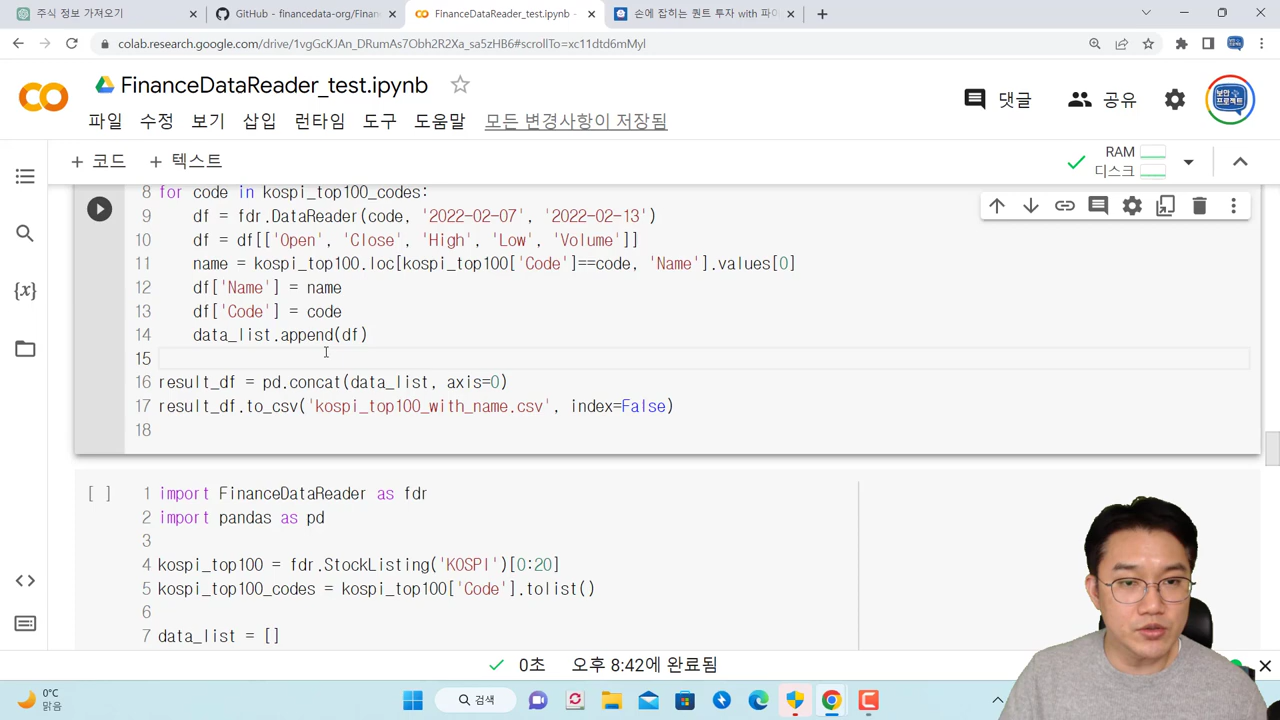 주식 정보 가져오기
GitHub - financedata-org/Financ
FinanceDataReader_test.ipynb -
손에 잡히는 퀀트 투자 with 파이
colab.research.google.com/drive/1vgGcKJAn_DRumAs7Obh2R2Xa_sa5zHB6#scrollTo=xc11dtd6mMyl
FinanceDataReader_test.ipynb
댓글
공유
보안
프로젝트
파일 수정 보기 삽입 런타임 도구 도움말 모든 변경사항이 저장됨
+ 코드 + 텍스트
RAM
디스크
8 for code in kospi_top100_codes:
9 df = fdr.DataReader(code, '2022-02-07', '2022-02-13')
10 df = df[['Open', 'Close', 'High', 'Low', 'Volume']]
11 name = kospi_top100.loc[kospi_top100['Code']==code, 'Name'].values[0]
12 df['Name'] = name
13 df['Code'] = code
14 data_list.append(df)
15
16 result_df = pd.concat(data_list, axis=0)
17 result_df.to_csv('kospi_top100_with_name.csv', index=False)
18
[ ] 1 import FinanceDataReader as fdr
2 import pandas as pd
3
4 kospi_top100 = fdr.StockListing('KOSPI')[0:20]
5 kospi_top100_codes = kospi_top100['Code'].tolist()
6
7 data_list = []
0초 오후 8:42에 완료됨
0°C
맑음
검색